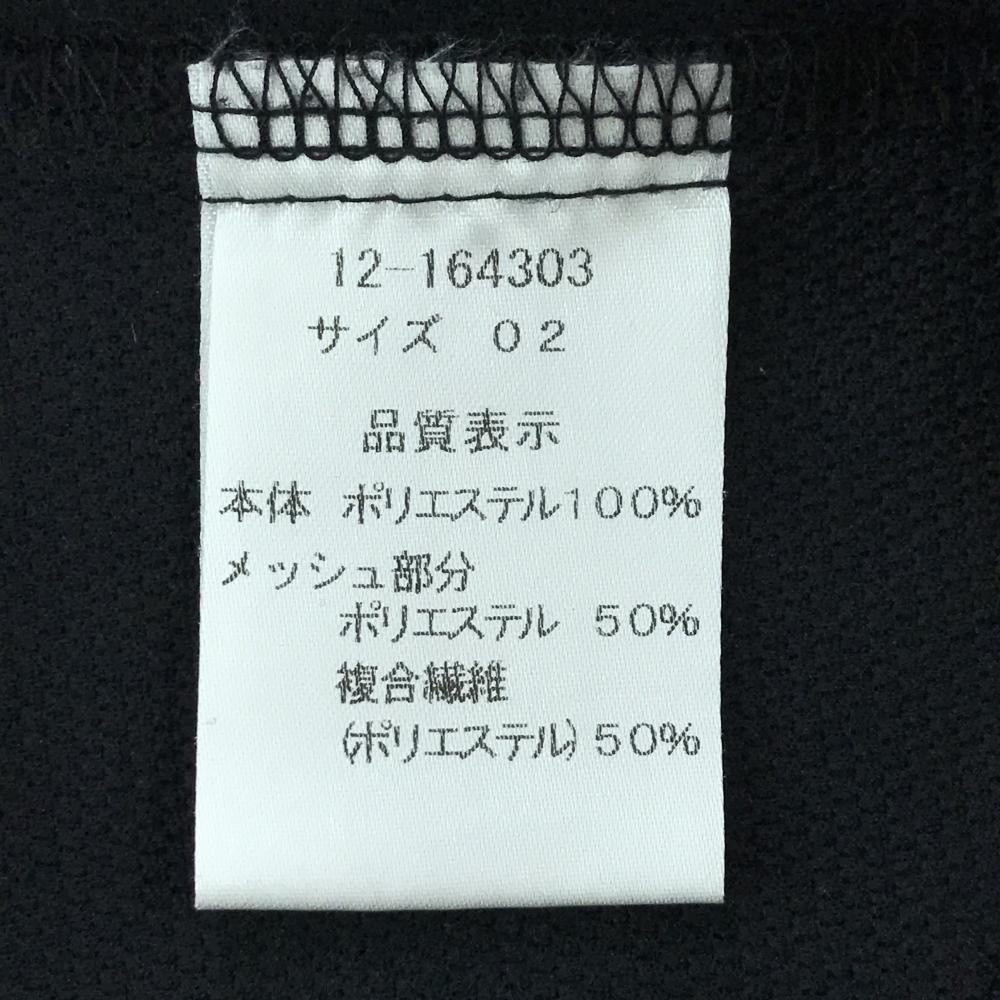 12-164303
サイズ 02
品質表示
本体 ポリエステル100%
メッシュ部分
ポリエステル 50%
複合繊維
(ポリエステル) 50%